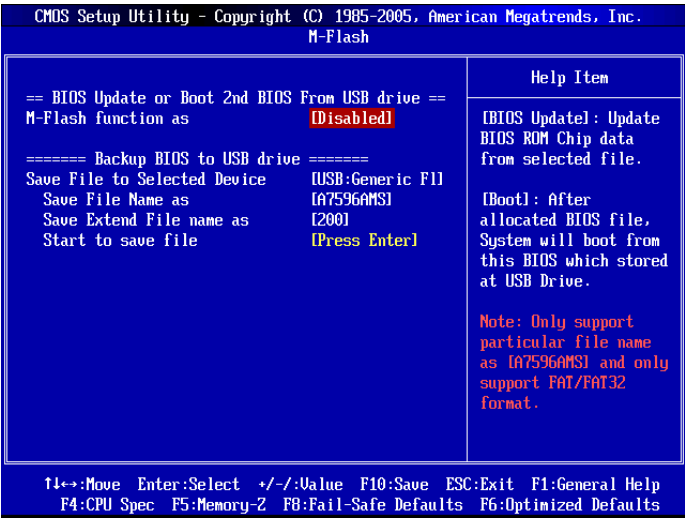 CMOS Setup Utility - Copyright (C) 1985-2005, American Megatrends, Inc.
M-Flash
== BIOS Update or Boot 2nd BIOS From USB drive ==
M-Flash function as [Disabled]
======= Backup BIOS to USB drive =======
Save File to Selected Device [USB:Generic Fl]
Save File Name as [A7596AMS]
Save Extend File name as [200]
Start to save file [Press Enter]
Help Item
[BIOS Update]: Update
BIOS ROM Chip data
from selected file.
[Boot]: After
allocated BIOS file,
System will boot from
this BIOS which stored
at USB Drive.
Note: Only support
particular file name
as [A7596AMS] and only
support FAT/FAT32
format.
↑↓↔:Move Enter:Select +/-/:Value F10:Save ESC:Exit F1:General Help
F4:CPU Spec F5:Memory-Z F8:Fail-Safe Defaults F6:Optimized Defaults